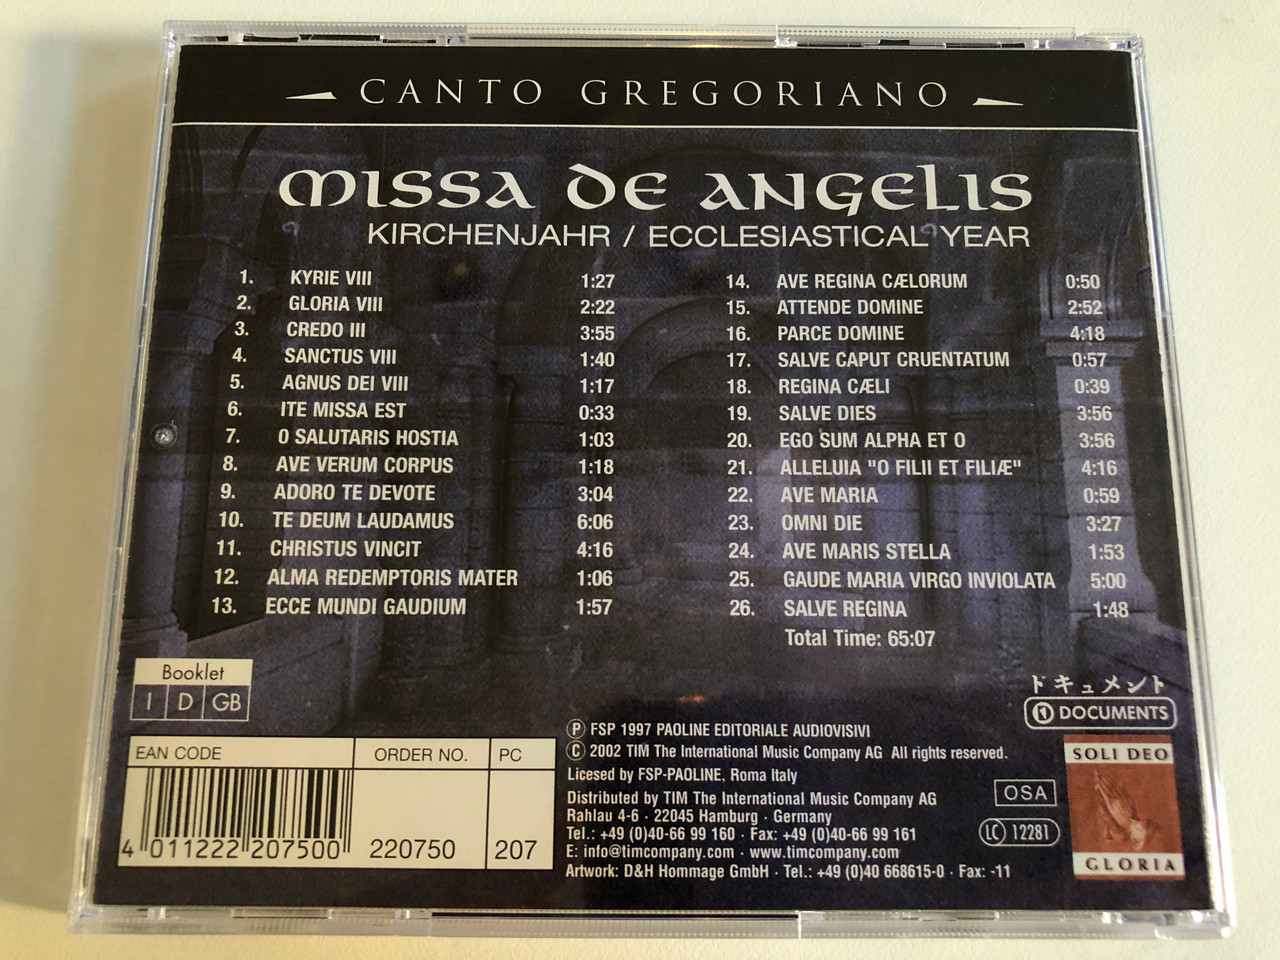 CANTO GREGORIANO
MISSA DE ANGELIS
KIRCHENJAHR / ECCLESIASTICAL YEAR
1. KYRIE VIII 1:27
2. GLORIA VIII 2:22
3. CREDO III 3:55
4. SANCTUS VIII 1:40
5. AGNUS DEI VIII 1:17
6. ITE MISSA EST 0:33
7. O SALUTARIS HOSTIA 1:03
8. AVE VERUM CORPUS 1:18
9. ADORO TE DEVOTE 3:04
10. TE DEUM LAUDAMUS 6:06
11. CHRISTUS VINCIT 4:16
12. ALMA REDEMPTORIS MATER 1:06
13. ECCE MUNDI GAUDIUM 1:57
14. AVE REGINA CÆLORUM 0:50
15. ATTENDE DOMINE 2:52
16. PARCE DOMINE 4:18
17. SALVE CAPUT CRUENTATUM 0:57
18. REGINA CÆLI 0:39
19. SALVE DIES 3:56
20. EGO SUM ALPHA ET O 3:56
21. ALLELUIA "O FILII ET FILIÆ" 4:16
22. AVE MARIA 0:59
23. OMNI DIE 3:27
24. AVE MARIS STELLA 1:53
25. GAUDE MARIA VIRGO INVIOLATA 5:00
26. SALVE REGINA 1:48
Total Time: 65:07
Booklet
I D GB
EAN CODE ORDER NO. PC
4 011222 207500 220750 207
Ⓟ FSP 1997 PAOLINE EDITORIALE AUDIOVISIVI
Ⓒ 2002 TIM The International Music Company AG All rights reserved.
Licesed by FSP-PAOLINE, Roma Italy
Distributed by TIM The International Music Company AG
Rahlau 4-6 · 22045 Hamburg · Germany
Tel.: +49 (0)40-66 99 160 · Fax: +49 (0)40-66 99 161
E: info@timcompany.com · www.timcompany.com
Artwork: D&H Hommage GmbH · Tel.: +49 (0)40 668615-0 · Fax: -11
ドキュメント
DOCUMENTS
OSA
LC 12281
SOLI DEO
GLORIA